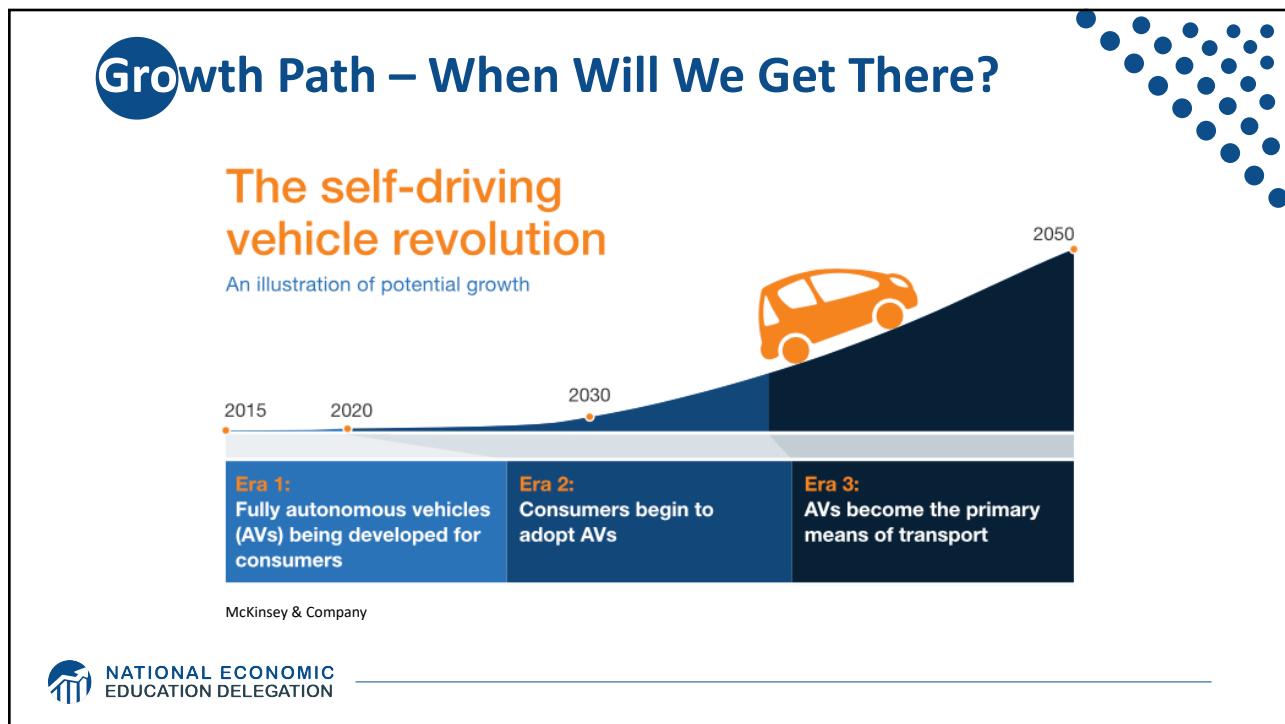 Growth Path – When Will We Get There?
The self-driving
vehicle revolution
An illustration of potential growth
2015
2020
2030
2050
Era 1:
Fully autonomous vehicles
(AVs) being developed for
consumers
Era 2:
Consumers begin to
adopt AVs
Era 3:
AVs become the primary
means of transport
McKinsey & Company
NATIONAL ECONOMIC
EDUCATION DELEGATION